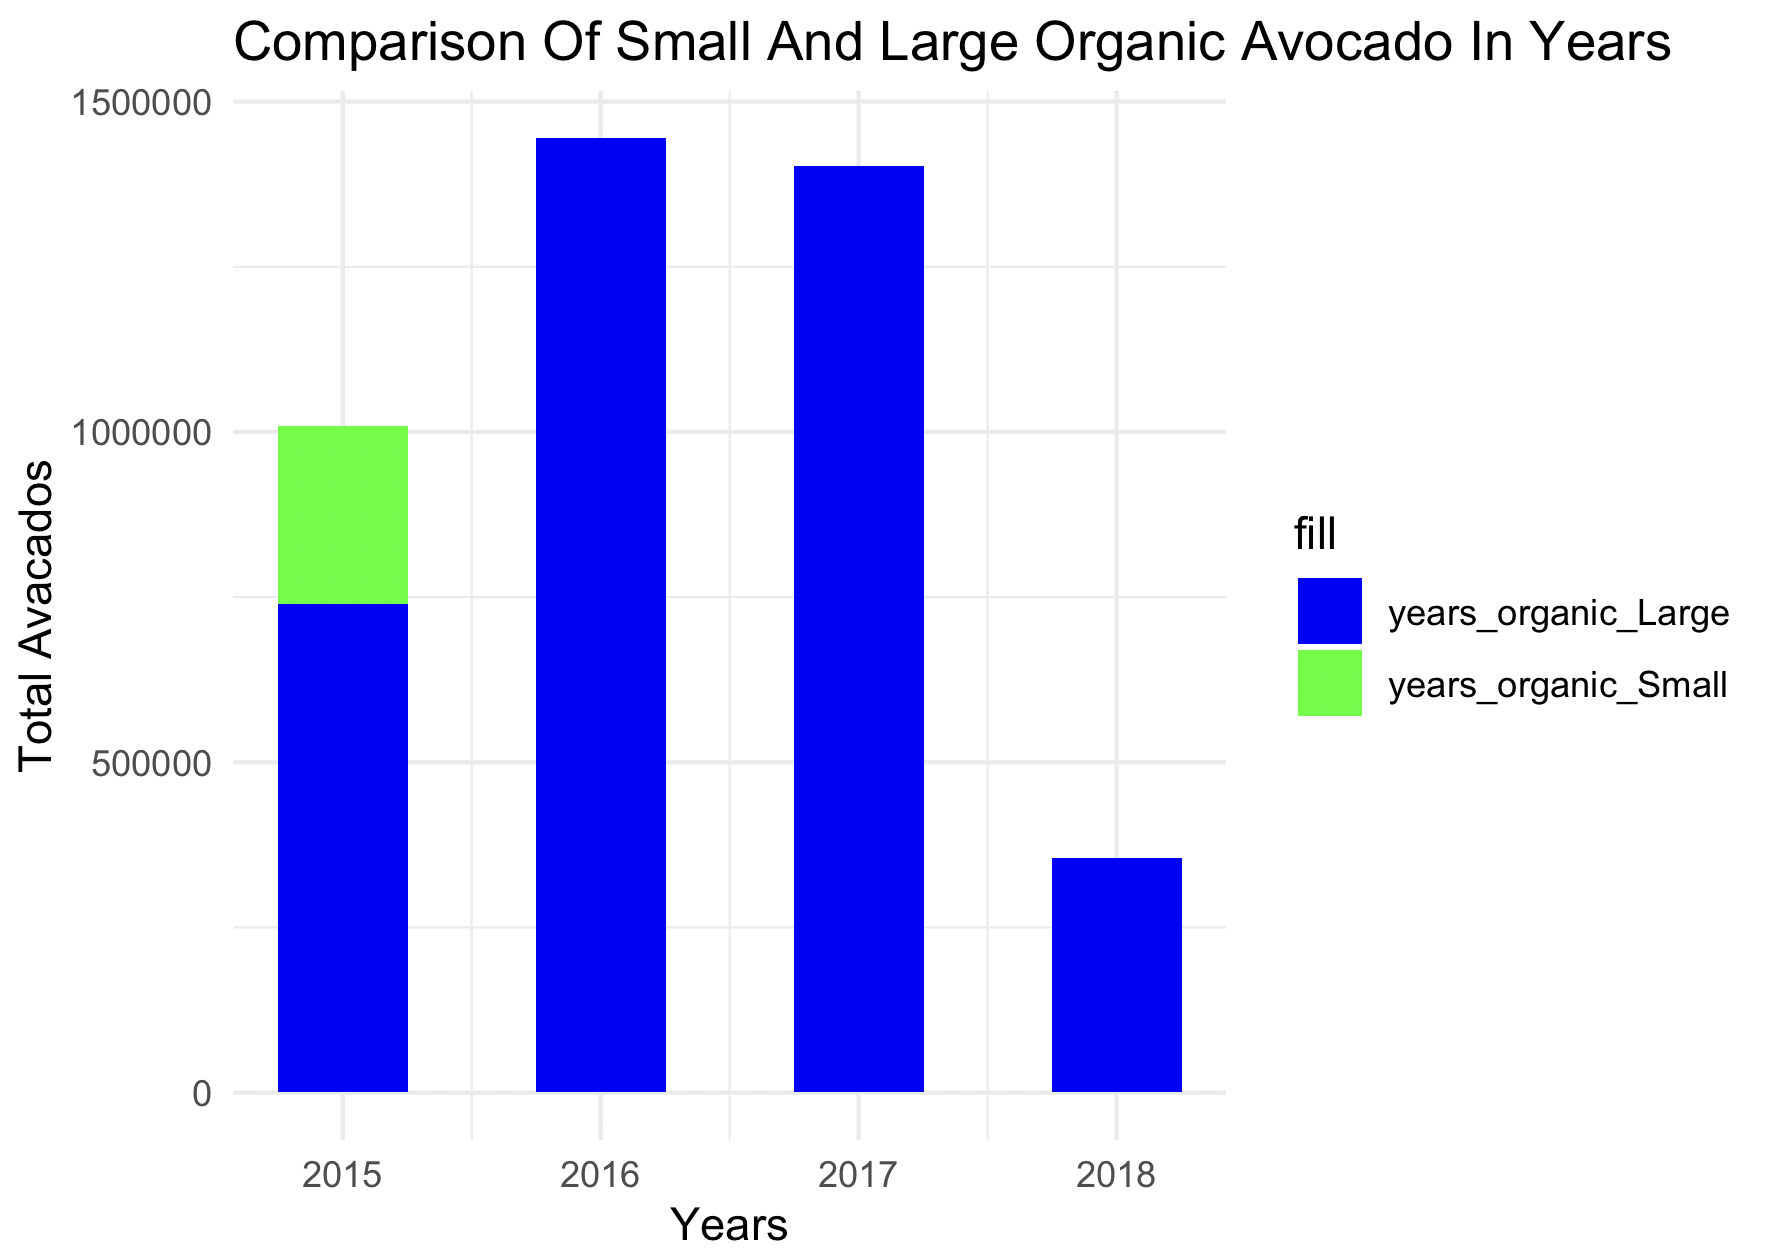 Comparison Of Small And Large Organic Avocado In Years
1500000
1000000
500000
0
Total Avacados
2015 2016 2017 2018
Years
fill
years_organic_Large
years_organic_Small